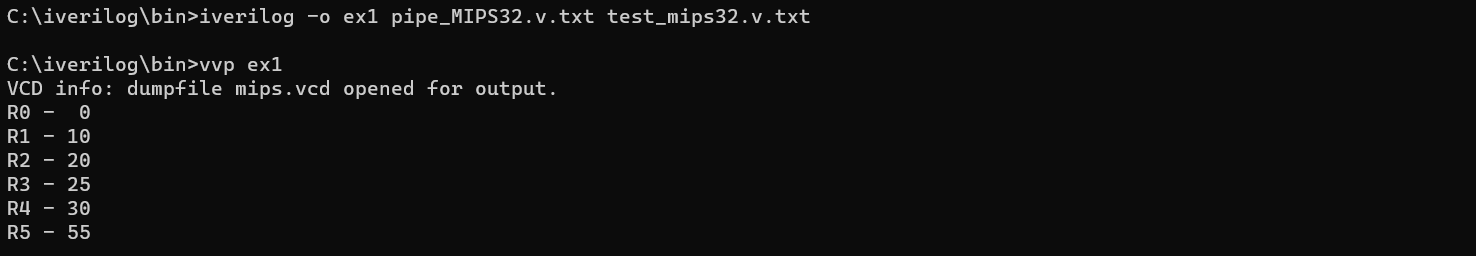 C:\iverilog\bin>iverilog -o ex1 pipe_MIPS32.v.txt test_mips32.v.txt
C:\iverilog\bin>vvp ex1
VCD info: dumpfile mips.vcd opened for output.
R0 -  0
R1 - 10
R2 - 20
R3 - 25
R4 - 30
R5 - 55